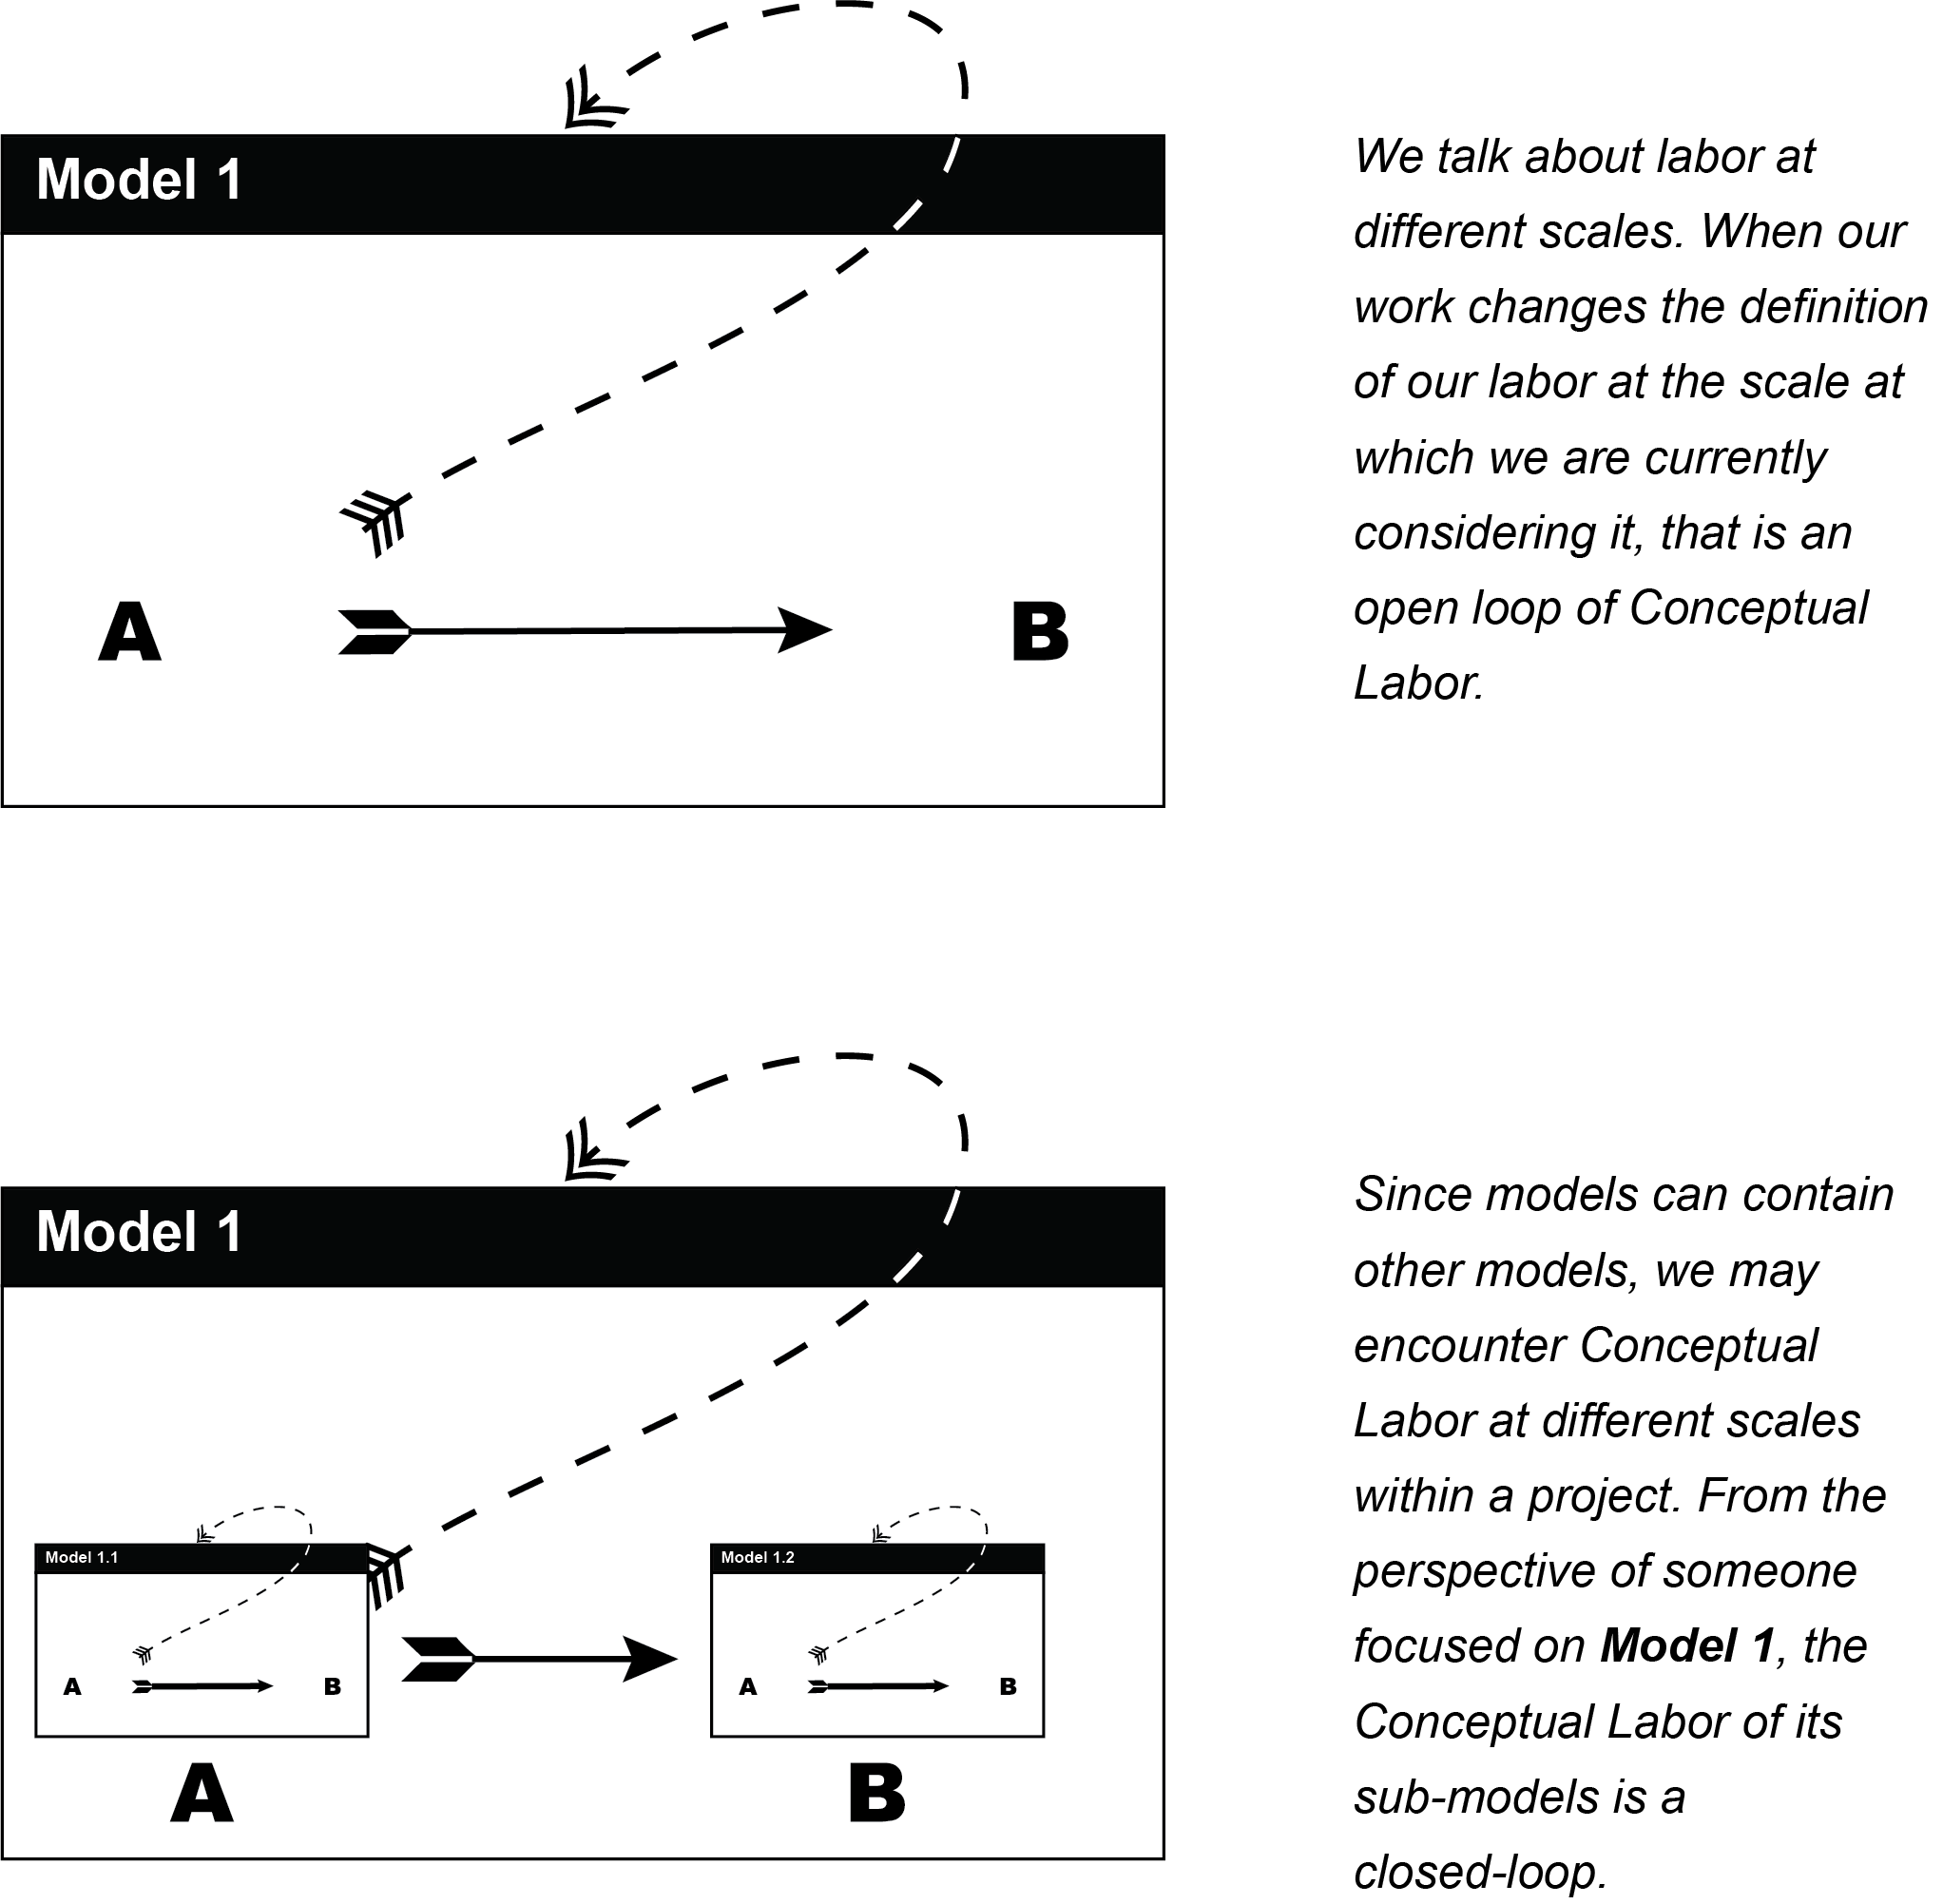 Model 1
A
B
We talk about labor at
different scales. When our
work changes the definition
of our labor at the scale at
which we are currently
considering it, that is an
open loop of Conceptual
Labor.
Model 1
Model 1.1
A
B
A
Model 1.2
A
B
B
Since models can contain
other models, we may
encounter Conceptual
Labor at different scales
within a project. From the
perspective of someone
focused on Model 1, the
Conceptual Labor of its
sub-models is a
closed-loop.